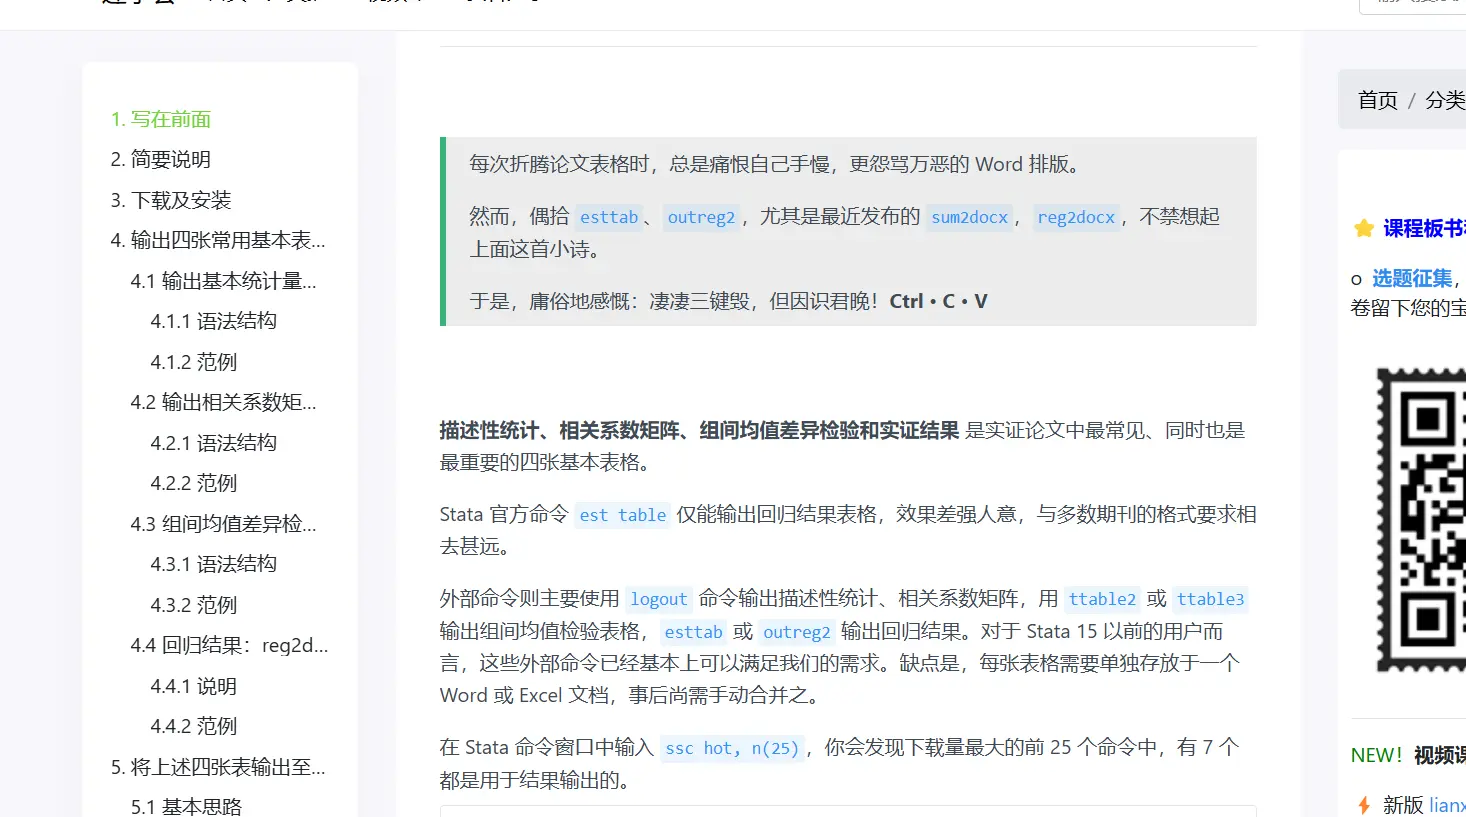 1. 写在前面
2. 简要说明
3. 下载及安装
4. 输出四张常用基本表...
4.1 输出基本统计量...
4.1.1 语法结构
4.1.2 范例
4.2 输出相关系数矩...
4.2.1 语法结构
4.2.2 范例
4.3 组间均值差异检...
4.3.1 语法结构
4.3.2 范例
4.4 回归结果：reg2d...
4.4.1 说明
4.4.2 范例
5. 将上述四张表输出至...
5.1 基本思路
每次折腾论文表格时，总是痛恨自己手慢，更怨骂万恶的 Word 排版。
然而，偶拾 esttab、outreg2，尤其是最近发布的 sum2docx，reg2docx，不禁想起
上面这首小诗。
于是，庸俗地感慨：凄凄三键毁，但因识君晚！Ctrl • C • V
描述性统计、相关系数矩阵、组间均值差异检验和实证结果 是实证论文中最常见、同时也是
最重要的四张基本表格。
Stata 官方命令 est table 仅能输出回归结果表格，效果差强人意，与多数期刊的格式要求相
去甚远。
外部命令则主要使用 logout 命令输出描述性统计、相关系数矩阵，用 ttable2 或 ttable3
输出组间均值检验表格，esttab 或 outreg2 输出回归结果。对于 Stata 15 以前的用户而
言，这些外部命令已经基本上可以满足我们的需求。缺点是，每张表格需要单独存放于一个
Word 或 Excel 文档，事后尚需手动合并之。
在 Stata 命令窗口中输入 ssc hot, n(25)，你会发现下载量最大的前 25 个命令中，有 7 个
都是用于结果输出的。
首页 / 分类
课程板书
o 选题征集，
卷留下您的宝
NEW！视频课
新版 lianx